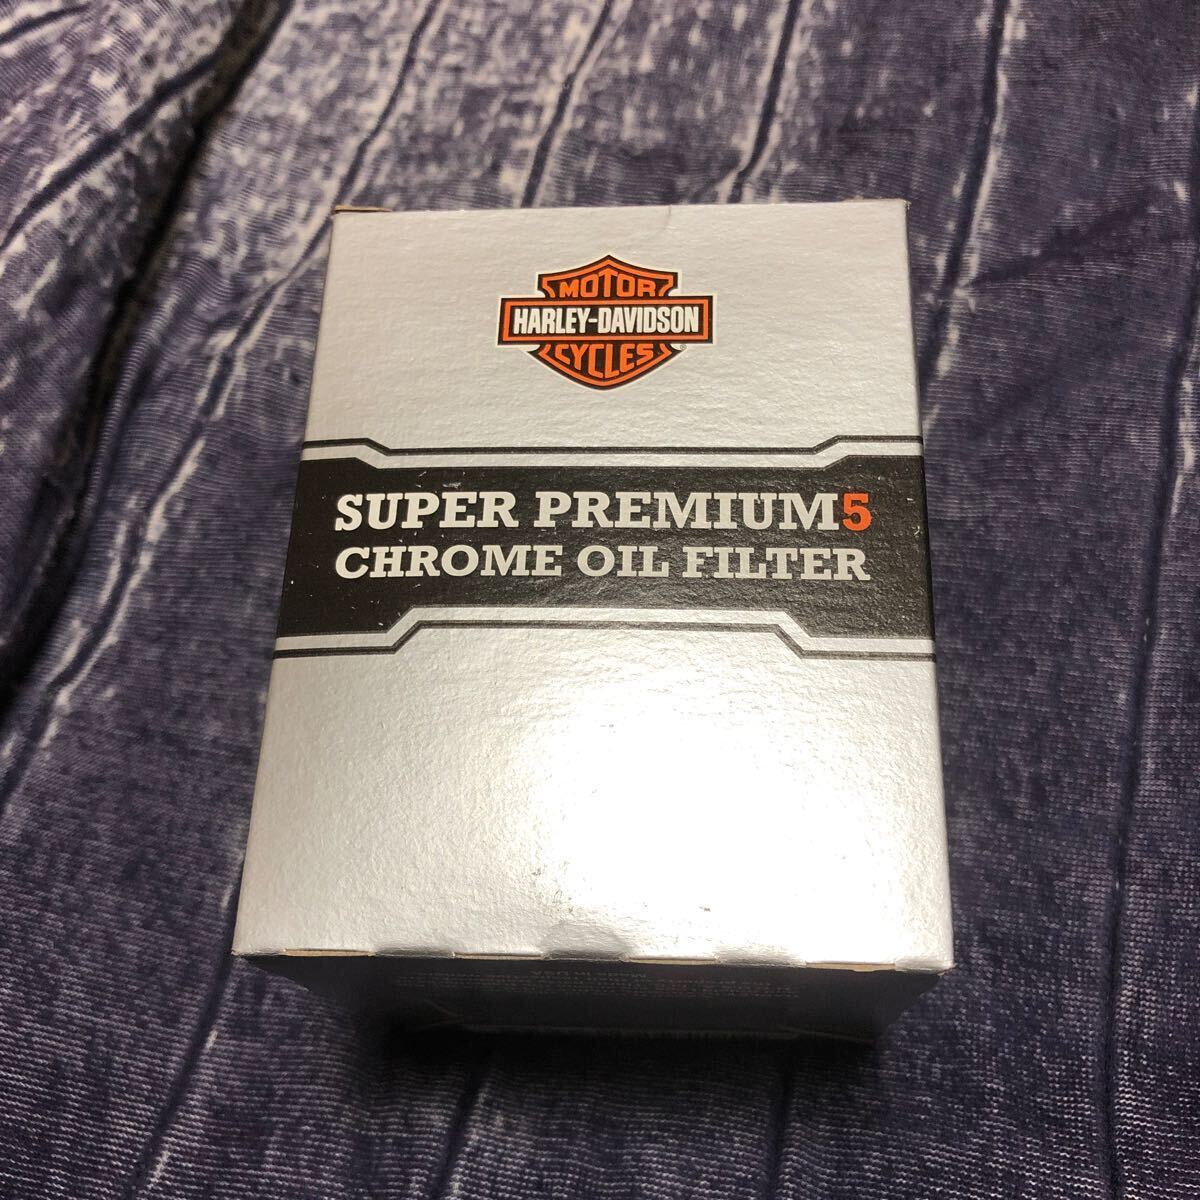 MOTOR
HARLEY-DAVIDSON
CYCLES
®
SUPER PREMIUM5
CHROME OIL FILTER